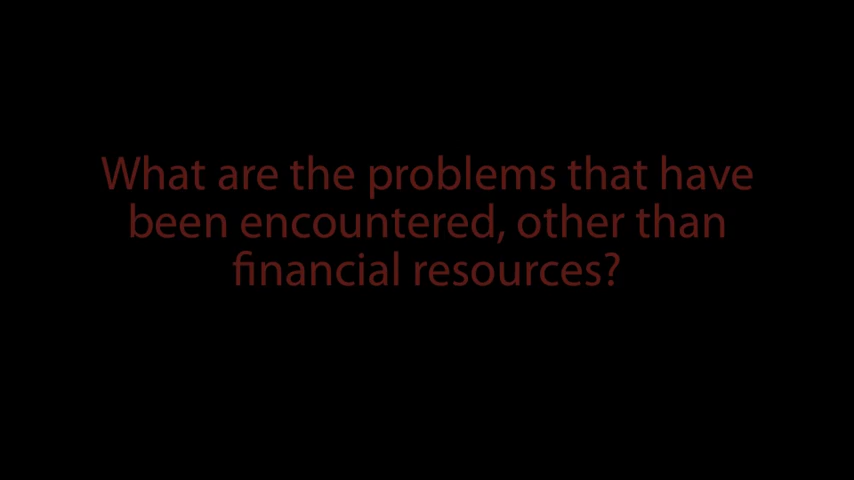 What are the problems that have
been encountered, other than
financial resources?